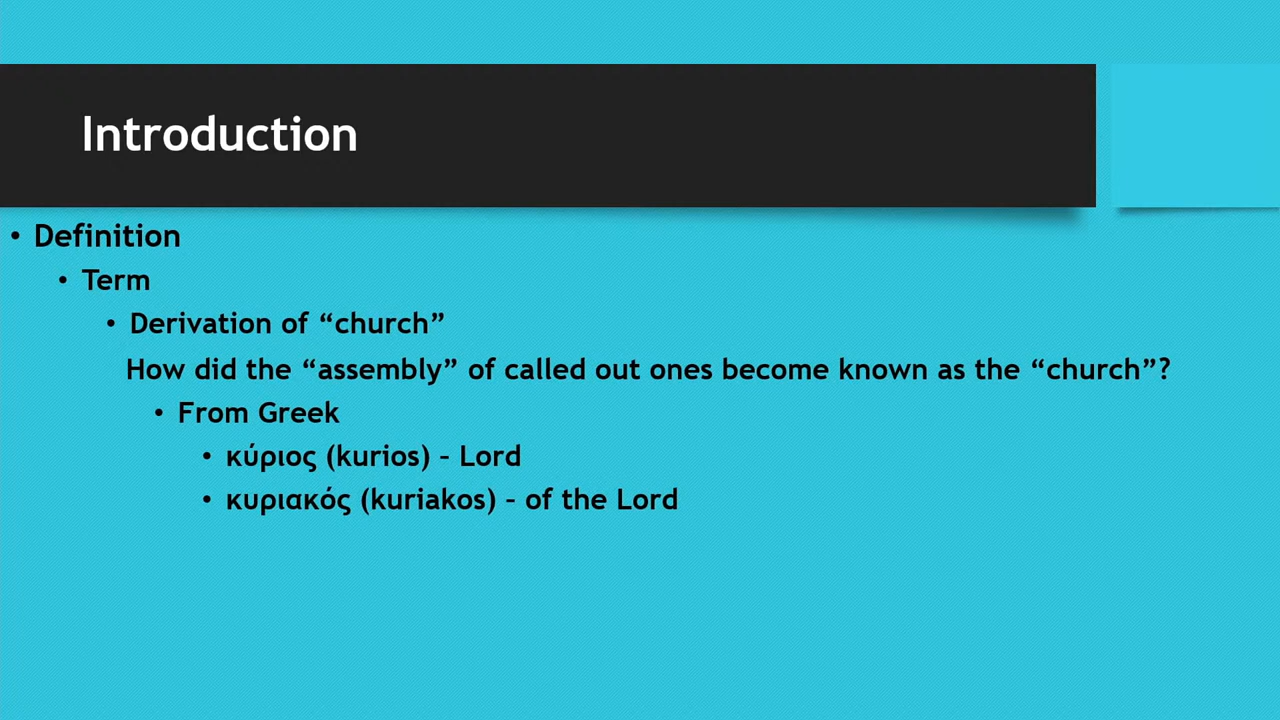 Introduction
• Definition
• Term
• Derivation of “church”
How did the “assembly” of called out ones become known as the “church”?
• From Greek
• κύριος (kurios) – Lord
• κυριακός (kuriakos) – of the Lord